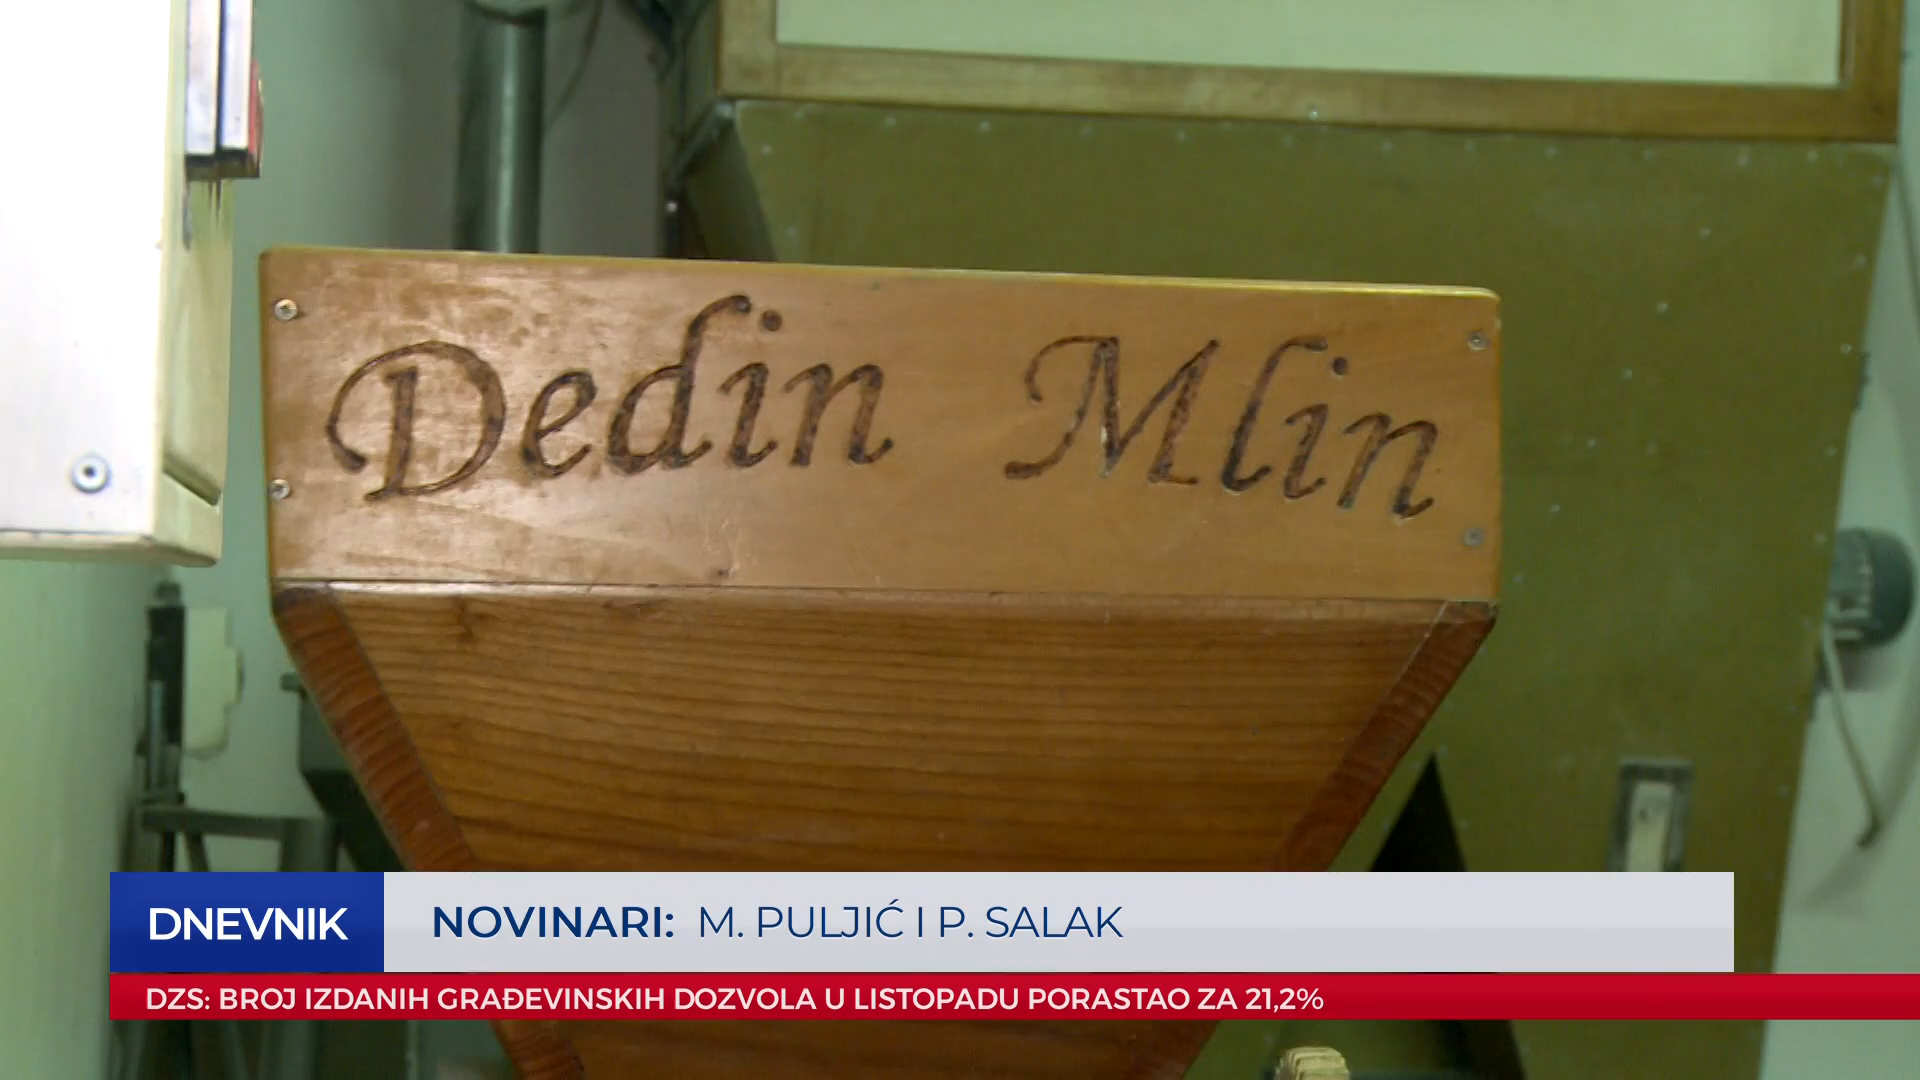 Dedin Mlin
DNEVNIK
NOVINARI: M. PULJIĆ I P. SALAK
DZS: BROJ IZDANIH GRAĐEVINSKIH DOZVOLA U LISTOPADU PORASTAO ZA 21,2%